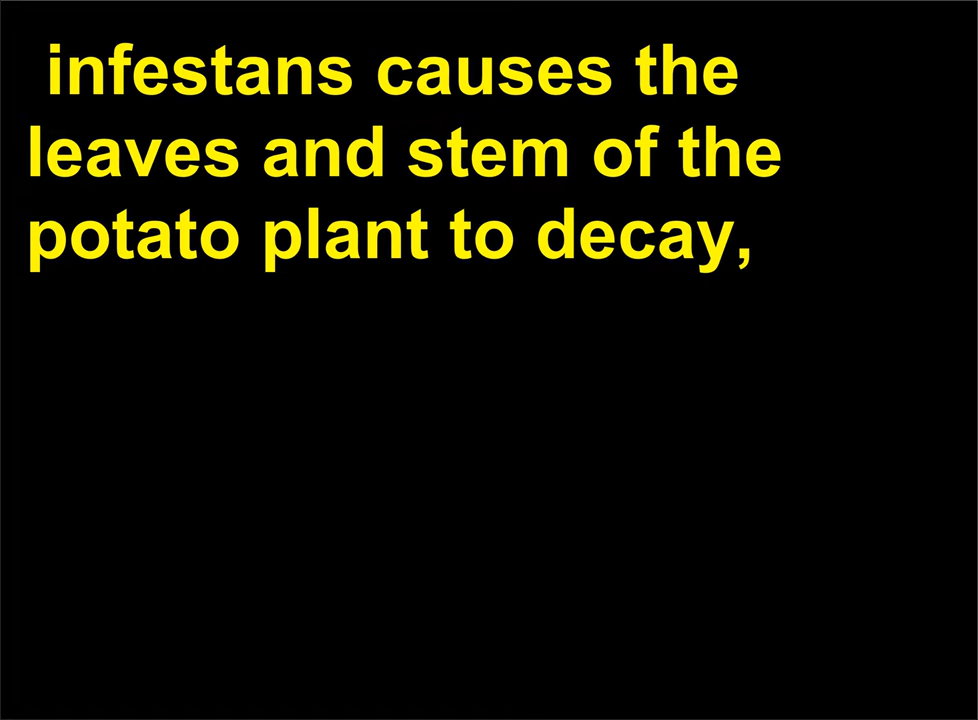 infestans causes the
leaves and stem of the
potato plant to decay,